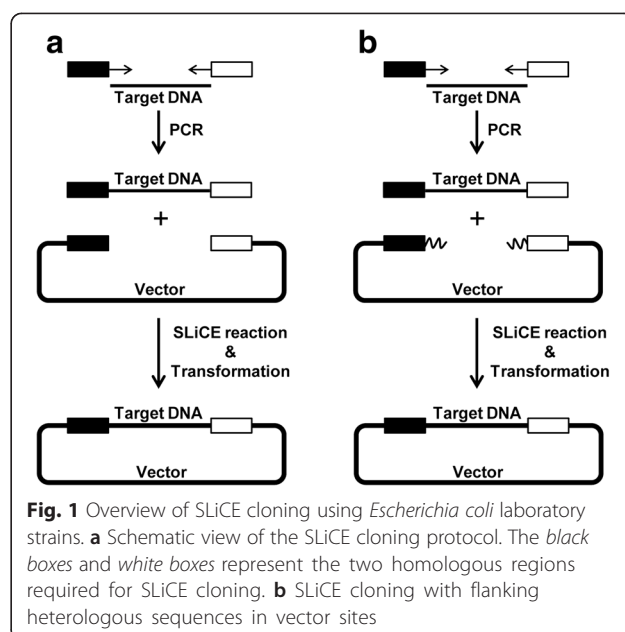 a
Target DNA
PCR
Target DNA
+
Vector
SLiCE reaction
&
Transformation
Target DNA
Vector
b
Target DNA
PCR
Target DNA
+
Vector
SLiCE reaction
&
Transformation
Target DNA
Vector
Fig. 1 Overview of SLiCE cloning using Escherichia coli laboratory
strains. a Schematic view of the SLiCE cloning protocol. The black
boxes and white boxes represent the two homologous regions
required for SLiCE cloning. b SLiCE cloning with flanking
heterologous sequences in vector sites